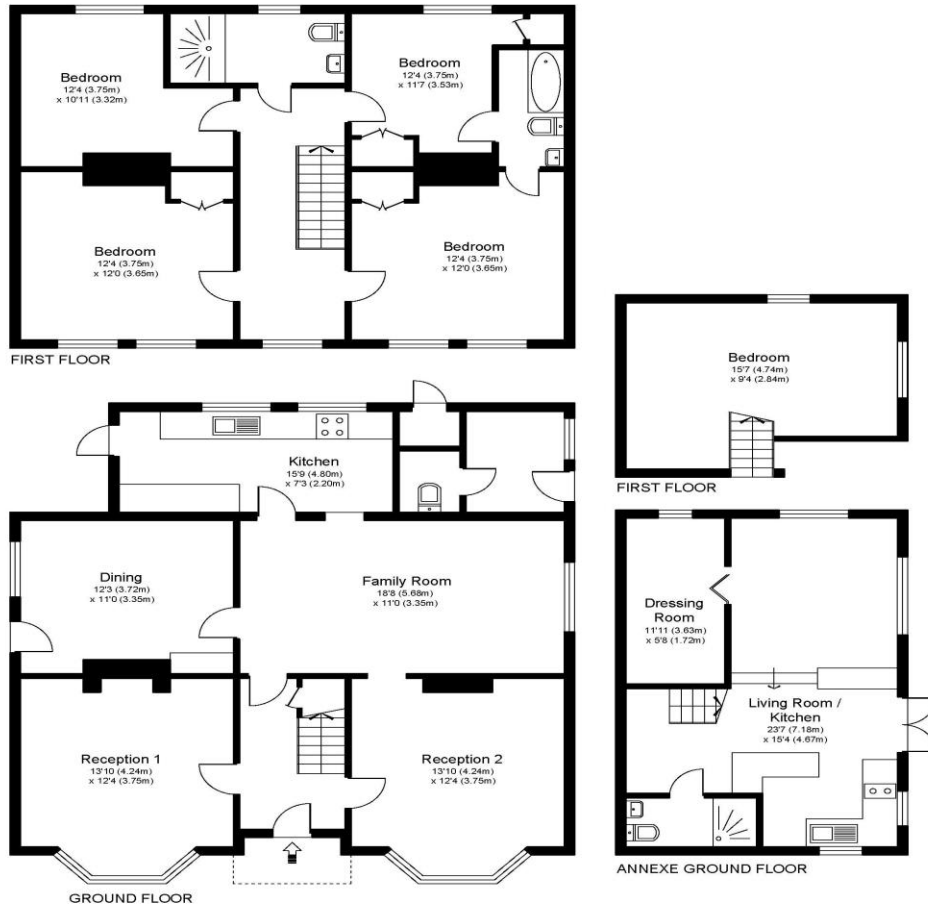 Bedroom
12'4 (3.75m)
x 10'11 (3.32m)
Bedroom
12'4 (3.75m)
x 11'7 (3.53m)
Bedroom
12'4 (3.75m)
x 12'0 (3.65m)
Bedroom
12'4 (3.75m)
x 12'0 (3.65m)
FIRST FLOOR
Bedroom
15'7 (4.74m)
x 9'4 (2.84m)
FIRST FLOOR
Kitchen
15'9 (4.80m)
x 7'3 (2.20m)
Dining
12'3 (3.72m)
x 11'0 (3.35m)
Family Room
18'8 (5.68m)
x 11'0 (3.35m)
Reception 1
13'10 (4.24m)
x 12'4 (3.75m)
Reception 2
13'10 (4.24m)
x 12'4 (3.75m)
GROUND FLOOR
Dressing
Room
11'11 (3.63m)
x 5'8 (1.72m)
Living Room /
Kitchen
23'7 (7.18m)
x 15'4 (4.67m)
ANNEXE GROUND FLOOR